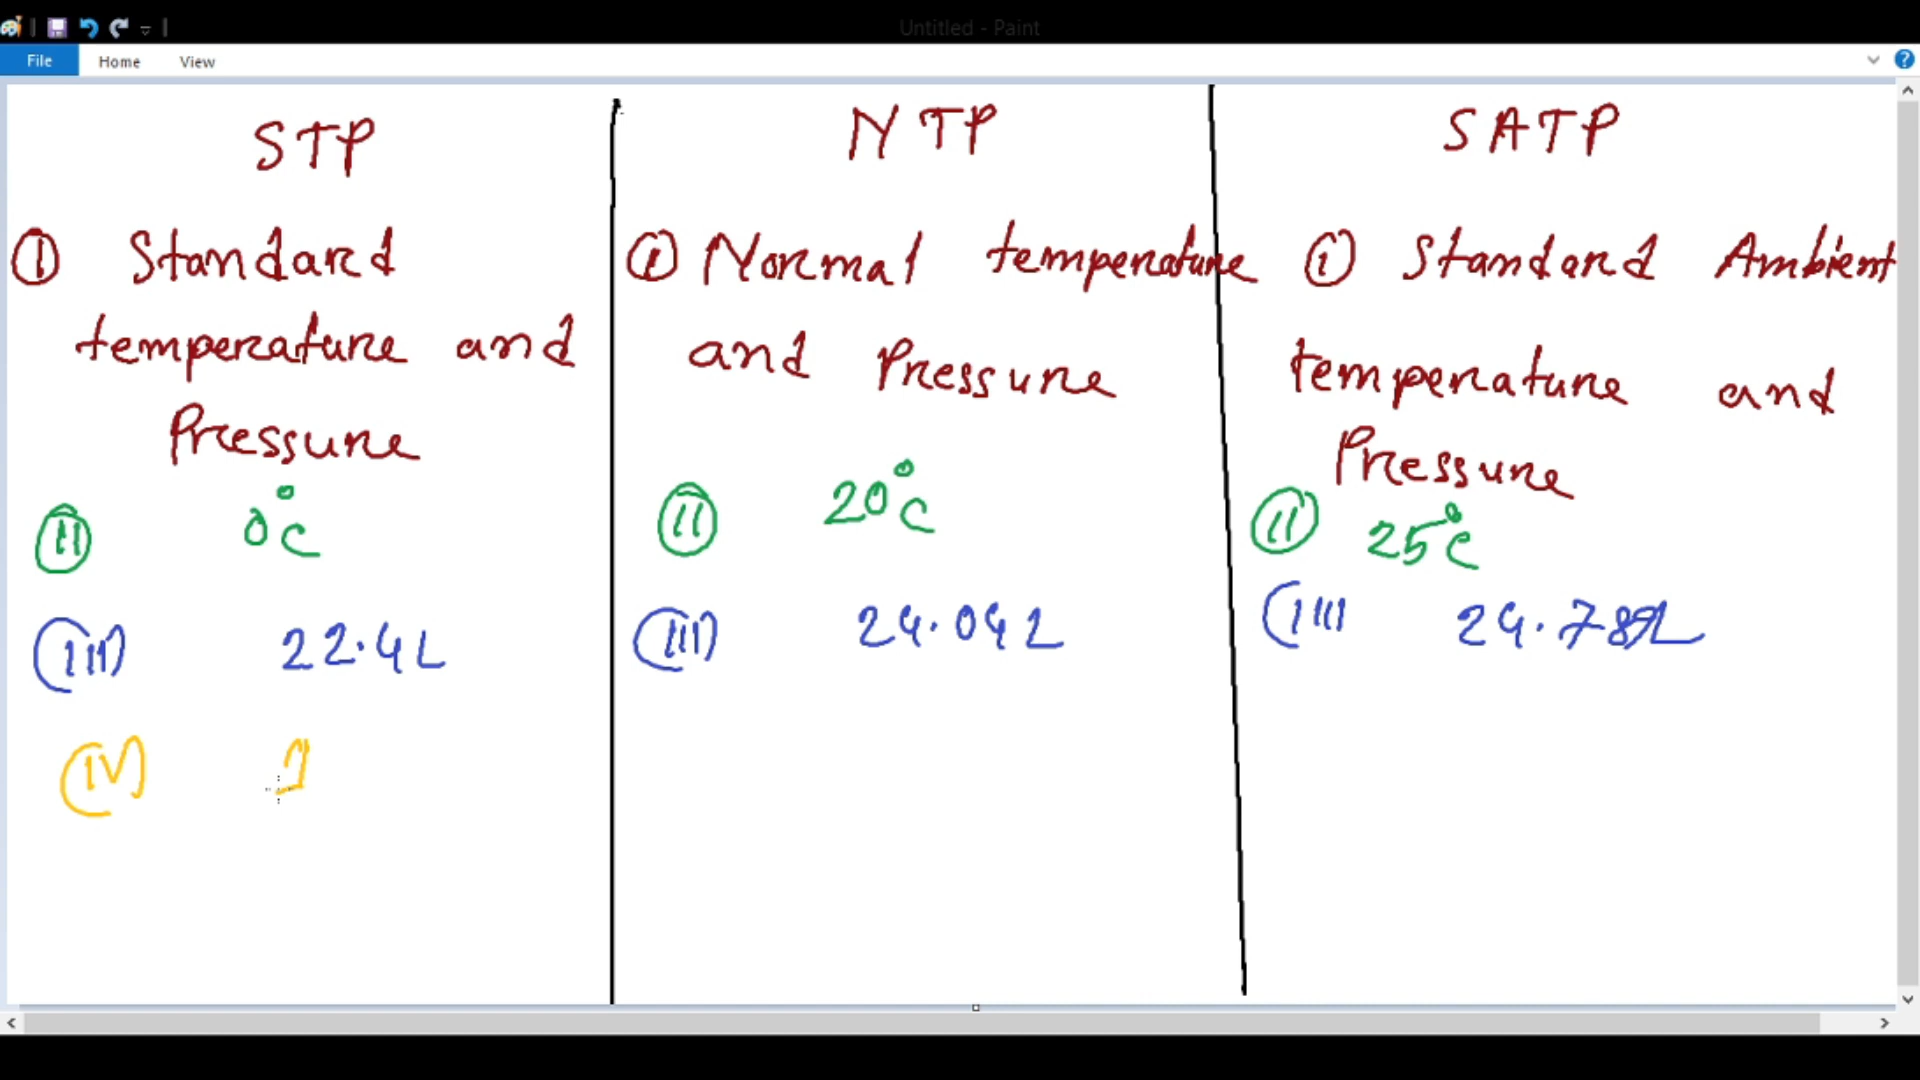 Untitled - Paint
File Home View
STP
① Standard
temperature and
Pressure
ⓘⓘ 0°C
(iii) 22.4L
(iv) 1
NTP
① Normal temperature
and Pressure
(ii) 20°C
(iii) 24.04L
SATP
① Standard Ambient
temperature and
Pressure
(ii) 25°C
(iii 24.789L